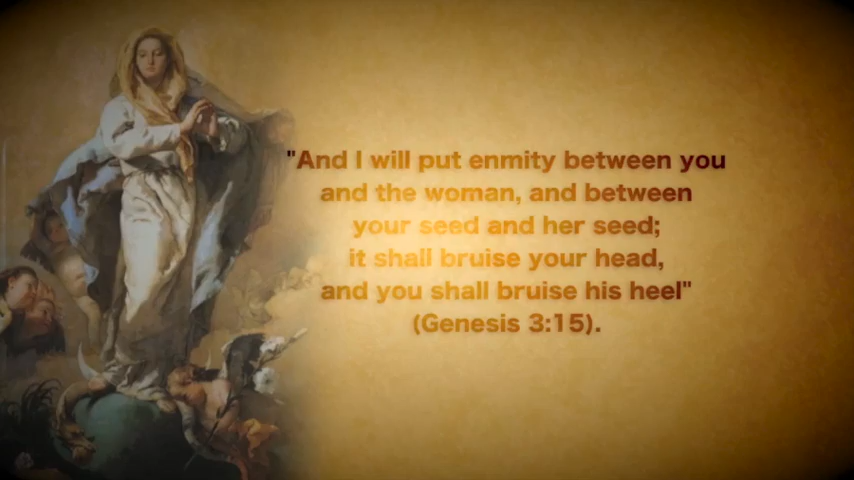 "And I will put enmity between you
and the woman, and between
your seed and her seed;
it shall bruise your head,
and you shall bruise his heel"
(Genesis 3:15).